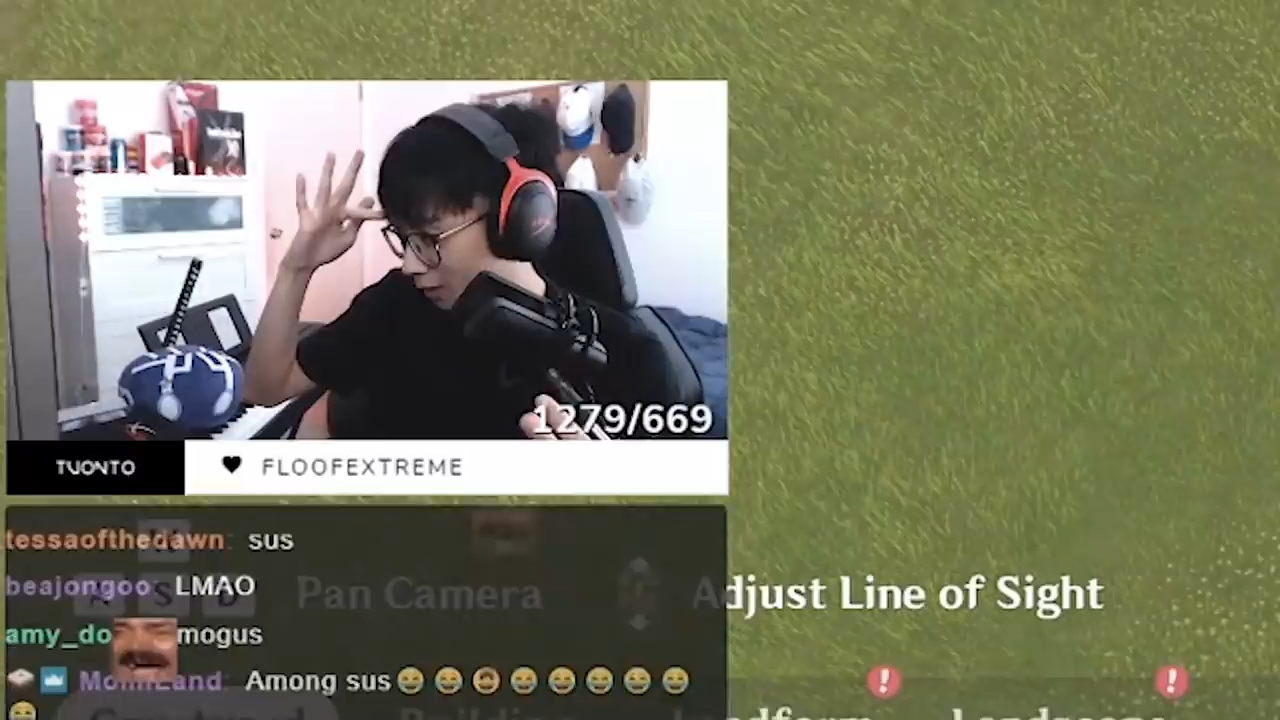 1279/669
TUONTO
FLOOFEXTREME
tessaofthedawn: sus
beajongoo: LMAO
A S D
Pan Camera
Adjust Line of Sight
amy_do mogus
Among sus
! !